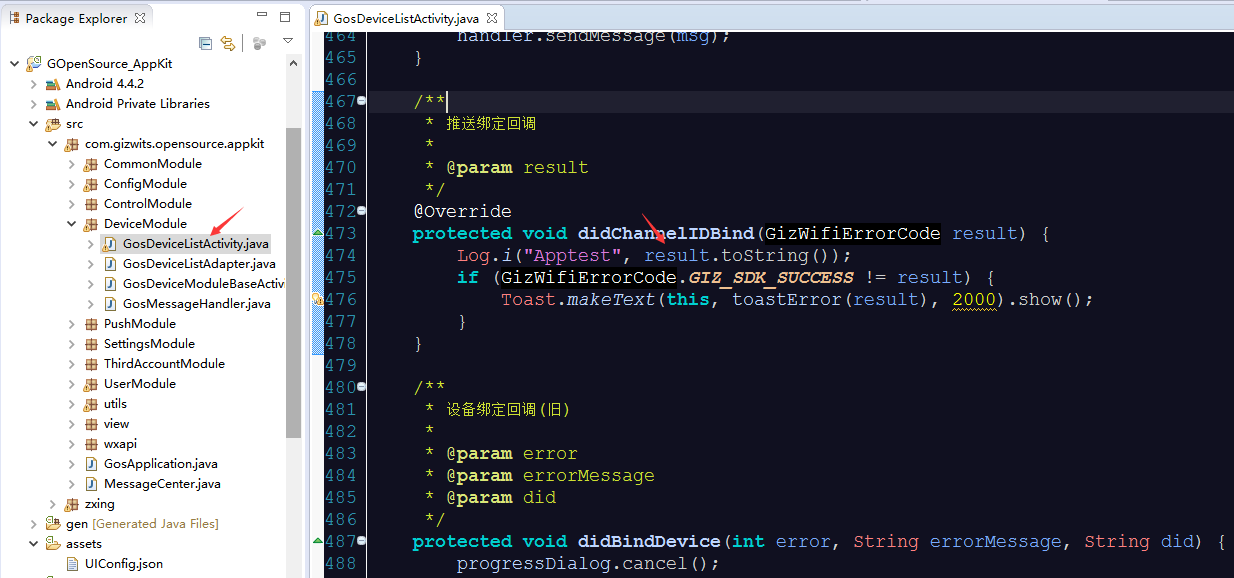 Package Explorer
GOpenSource_AppKit
Android 4.4.2
Android Private Libraries
src
com.gizwits.opensource.appkit
CommonModule
ConfigModule
ControlModule
DeviceModule
GosDeviceListActivity.java
GosDeviceListAdapter.java
GosDeviceModuleBaseActivi
GosMessageHandler.java
PushModule
SettingsModule
ThirdAccountModule
UserModule
utils
view
wxapi
GosApplication.java
MessageCenter.java
zxing
gen [Generated Java Files]
assets
UIConfig.json
GosDeviceListActivity.java
464 handler.sendMessage(msg);
465 }
466
467 /**
468 * 推送绑定回调
469 *
470 * @param result
471 */
472 @Override
473 protected void didChannelIDBind(GizWifiErrorCode result) {
474 Log.i("Apptest", result.toString());
475 if (GizWifiErrorCode.GIZ_SDK_SUCCESS != result) {
476 Toast.makeText(this, toastError(result), 2000).show();
477 }
478 }
479
480 /**
481 * 设备绑定回调(旧)
482 *
483 * @param error
484 * @param errorMessage
485 * @param did
486 */
487 protected void didBindDevice(int error, String errorMessage, String did) {
488 progressDialog.cancel();